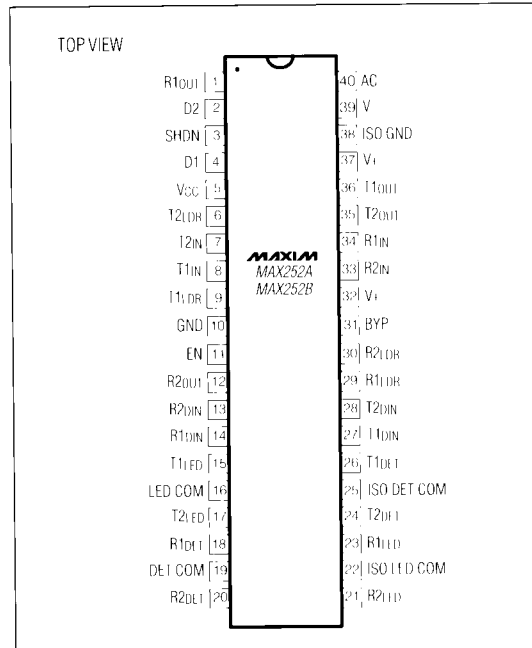 TOP VIEW
R1OUT 1
D2 2
SHDN 3
D1 4
VCC 5
T2LDR 6
T2IN 7
T1IN 8
T1LDR 9
GND 10
EN 11
R2OUT 12
R2DIN 13
R1DIN 14
T1LED 15
LED COM 16
T2LED 17
R1DET 18
DET COM 19
R2DET 20
MAXIM
MAX252A
MAX252B
40 AC
39 V
38 ISO GND
37 V+
36 T1OUT
35 T2OUT
34 R1IN
33 R2IN
32 V+
31 BYP
30 R2LDR
29 R1LDR
28 T2DIN
27 T1DIN
26 T1DET
25 ISO DET COM
24 T2DET
23 R1LED
22 ISO LED COM
21 R2LED